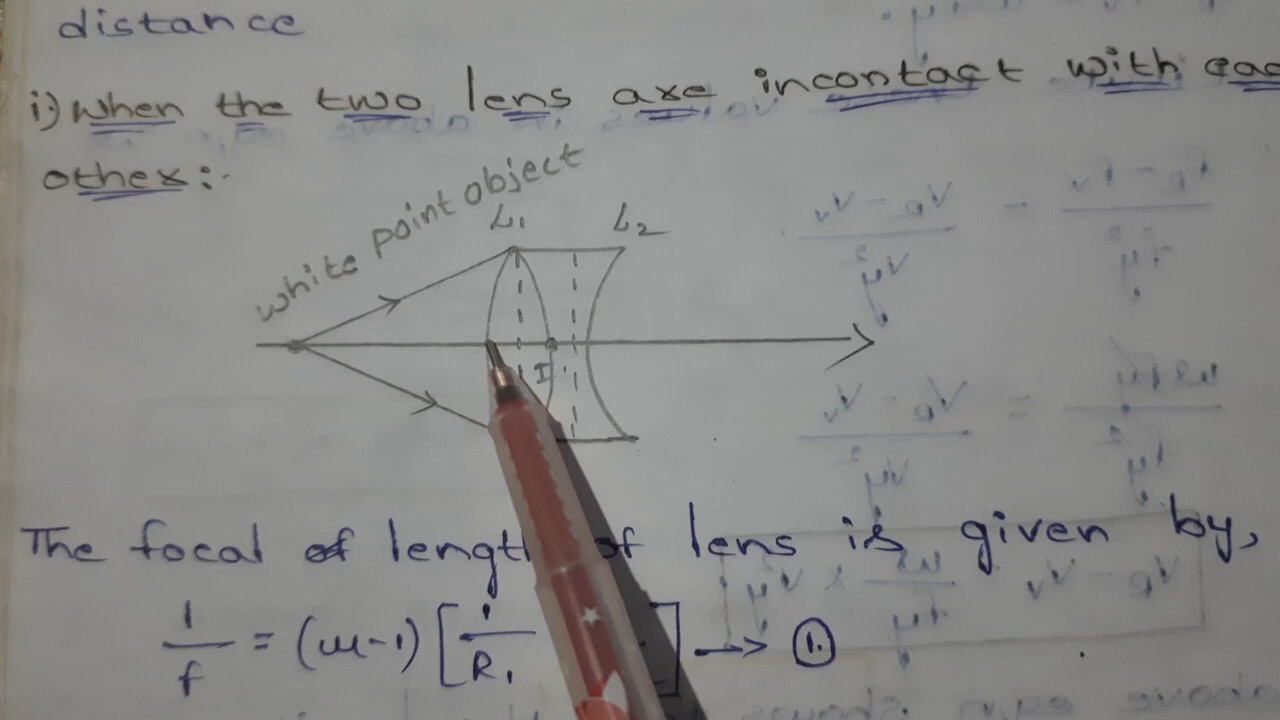 distance
i) when the two lens are incontact with eac
other:-
white point object
L₁ L₂
I
The focal of length of lens is given by,
1/f = (μ-1) [1/R₁ ] → ①